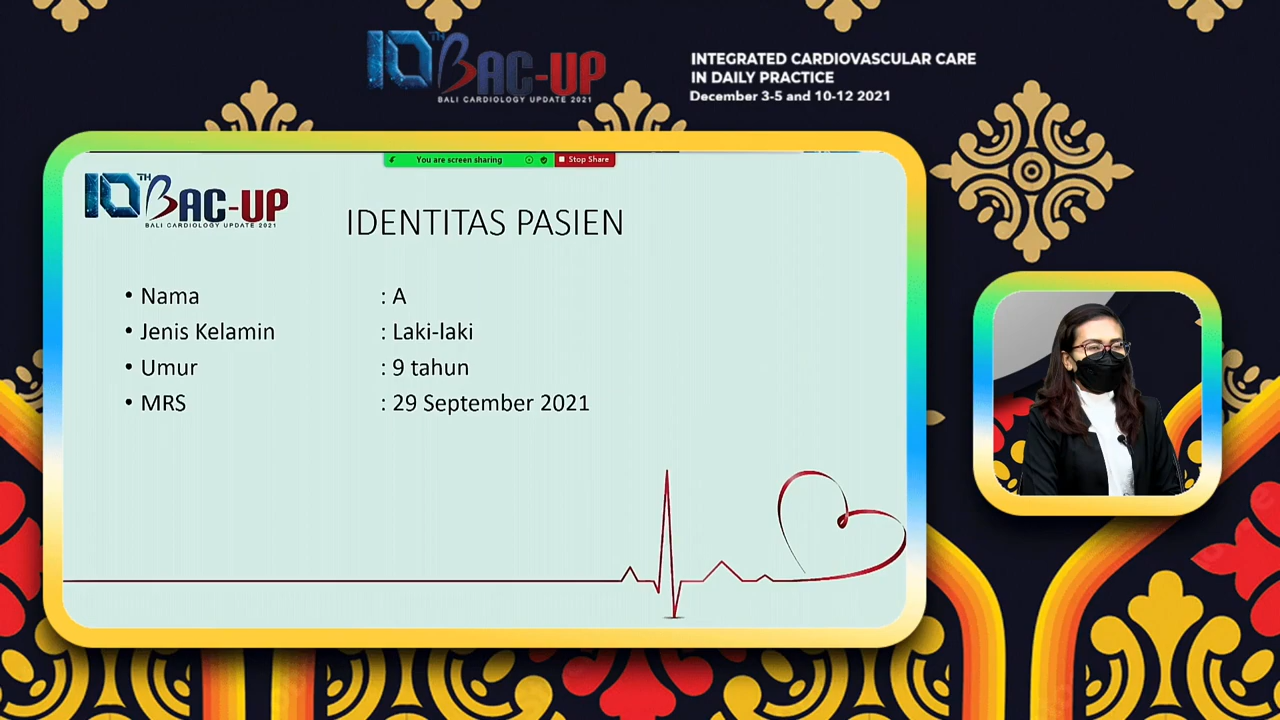 10TH BAC-UP
BALI CARDIOLOGY UPDATE 2021
INTEGRATED CARDIOVASCULAR CARE
IN DAILY PRACTICE
December 3-5 and 10-12 2021
You are screen sharing
Stop Share
10TH BAC-UP
BALI CARDIOLOGY UPDATE 2021
IDENTITAS PASIEN
• Nama : A
• Jenis Kelamin : Laki-laki
• Umur : 9 tahun
• MRS : 29 September 2021